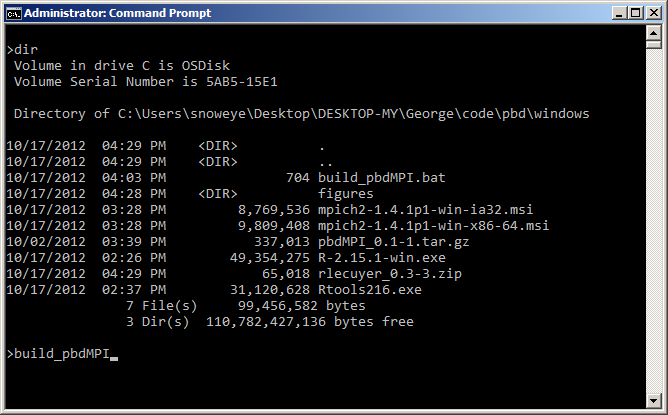 Administrator: Command Prompt
>dir
 Volume in drive C is OSDisk
 Volume Serial Number is 5AB5-15E1
 Directory of C:\Users\snoweye\Desktop\DESKTOP-MY\George\code\pbd\windows
10/17/2012  04:29 PM    <DIR>          .
10/17/2012  04:29 PM    <DIR>          ..
10/17/2012  04:03 PM               704 build_pbdMPI.bat
10/17/2012  04:28 PM    <DIR>          figures
10/17/2012  03:28 PM         8,769,536 mpich2-1.4.1p1-win-ia32.msi
10/17/2012  03:28 PM         9,809,408 mpich2-1.4.1p1-win-x86-64.msi
10/02/2012  03:39 PM           337,013 pbdMPI_0.1-1.tar.gz
10/17/2012  02:26 PM        49,354,275 R-2.15.1-win.exe
10/17/2012  04:29 PM            65,018 rlecuyer_0.3-3.zip
10/17/2012  02:37 PM        31,120,628 Rtools216.exe
               7 File(s)     99,456,582 bytes
               3 Dir(s)  110,782,427,136 bytes free
>build_pbdMPI_